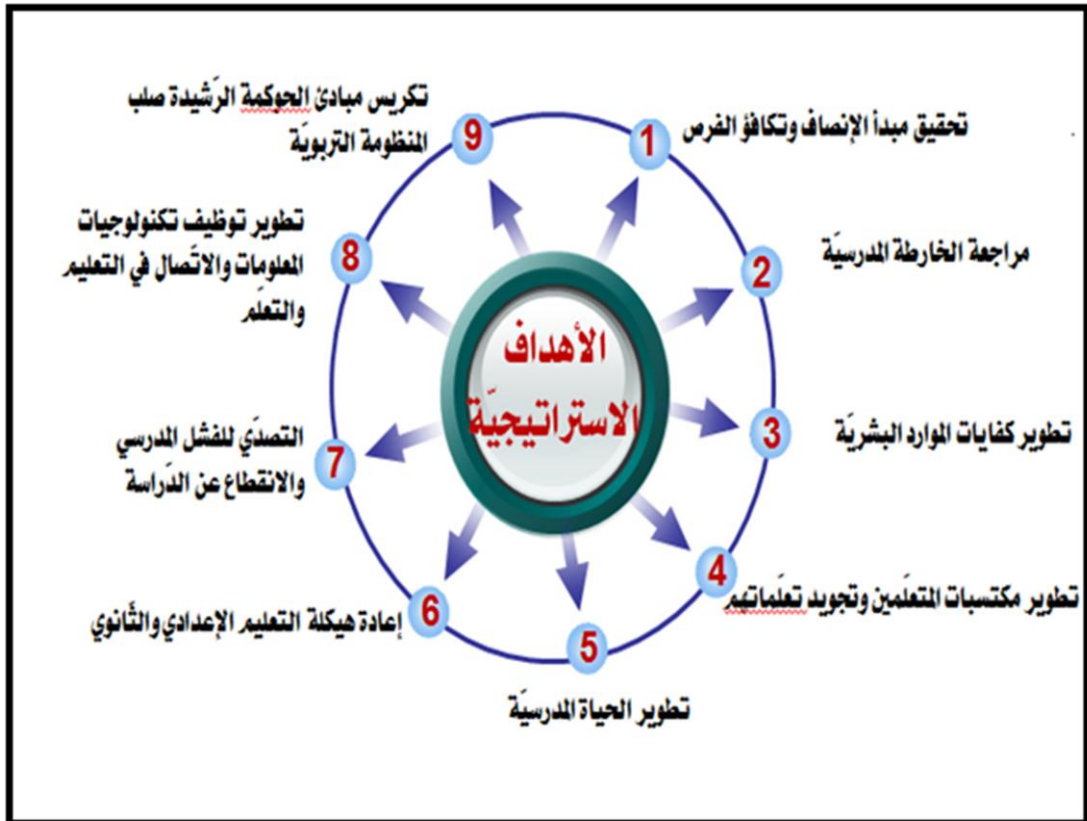 الأهداف
الاستراتيجيّة
1
تحقيق مبدأ الإنصاف وتكافؤ الفرص
2
مراجعة الخارطة المدرسيّة
3
تطوير كفايات الموارد البشريّة
4
تطوير مكتسبات المتعلّمين وتجويد تعلّماتهم
5
تطوير الحياة المدرسيّة
6
إعادة هيكلة التعليم الإعدادي والثّانوي
7
التصدّي للفشل المدرسي
والانقطاع عن الدّراسة
8
تطوير توظيف تكنولوجيات
المعلومات والاتّصال في التعليم
والتعلّم
9
تكريس مبادئ الحوكمة الرّشيدة صلب
المنظومة التربويّة